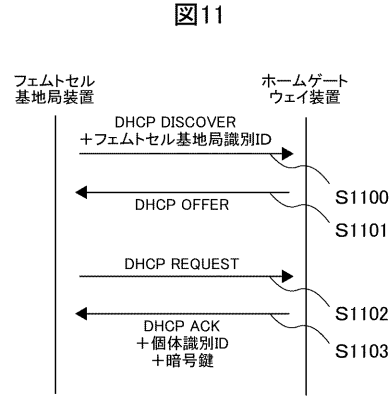 図11
フェムトセル
基地局装置
ホームゲート
ウェイ装置
DHCP DISCOVER
＋フェムトセル基地局識別ID
S1100
DHCP OFFER
S1101
DHCP REQUEST
S1102
DHCP ACK
＋個体識別ID
＋暗号鍵
S1103